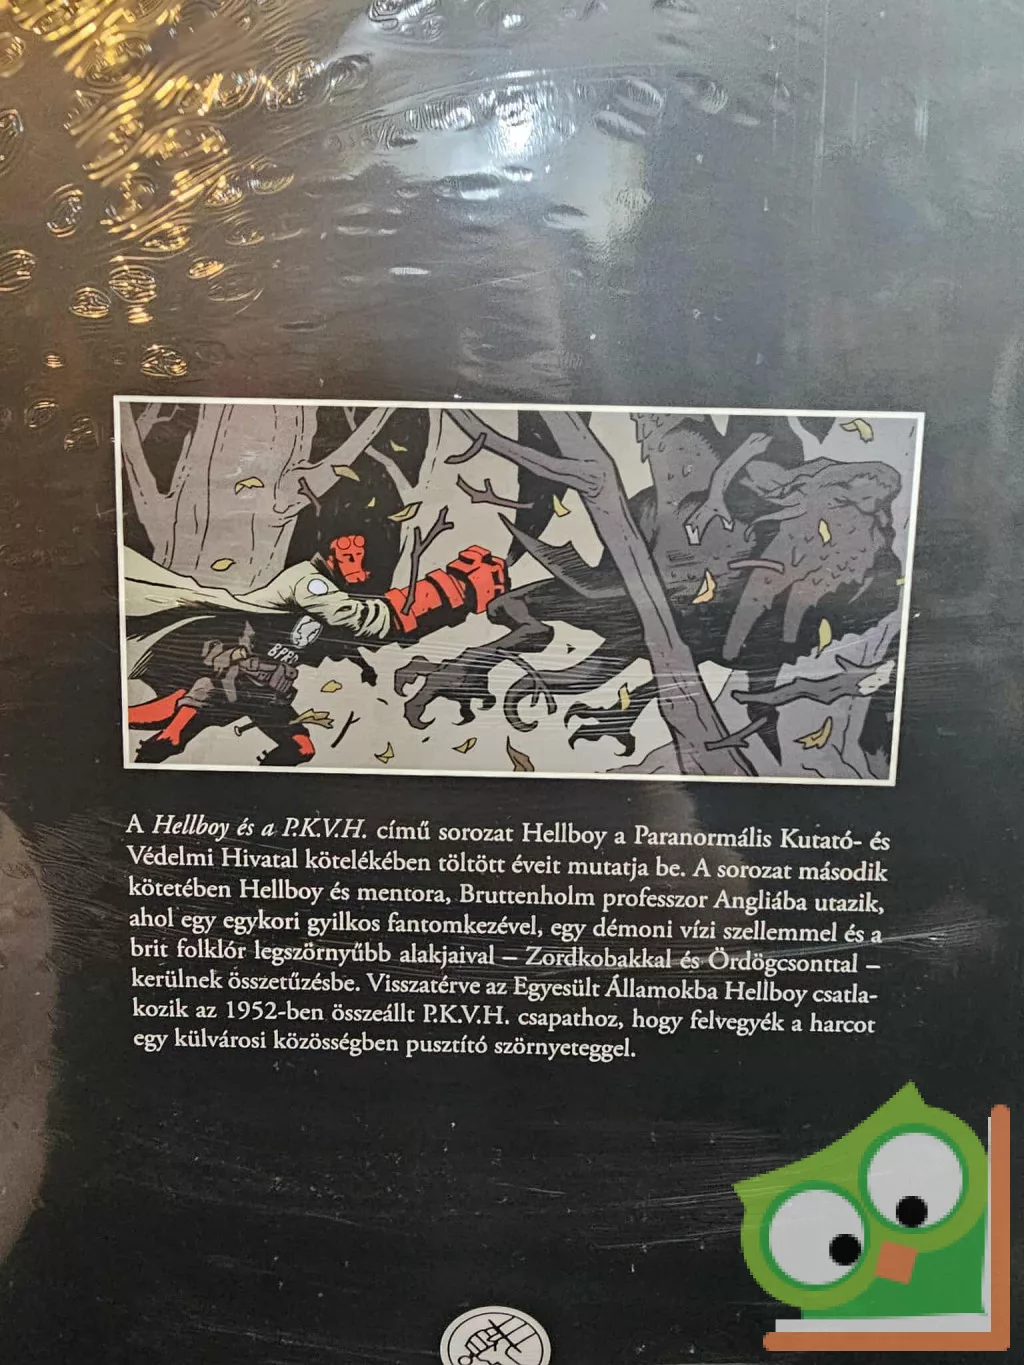 BPRD
A Hellboy és a P.K.V.H. című sorozat Hellboy a Paranormális Kutató- és
Védelmi Hivatal kötelékében töltött éveit mutatja be. A sorozat második
kötetében Hellboy és mentora, Bruttenholm professzor Angliába utazik,
ahol egy egykori gyilkos fantomkezével, egy démoni vízi szellemmel és a
brit folklór legszörnyűbb alakjaival – Zordkobakkal és Ördögcsonttal –
kerülnek összetűzésbe. Visszatérve az Egyesült Államokba Hellboy csatla-
kozik az 1952-ben összeállt P.K.V.H. csapathoz, hogy felvegyék a harcot
egy külvárosi közösségben pusztító szörnyeteggel.